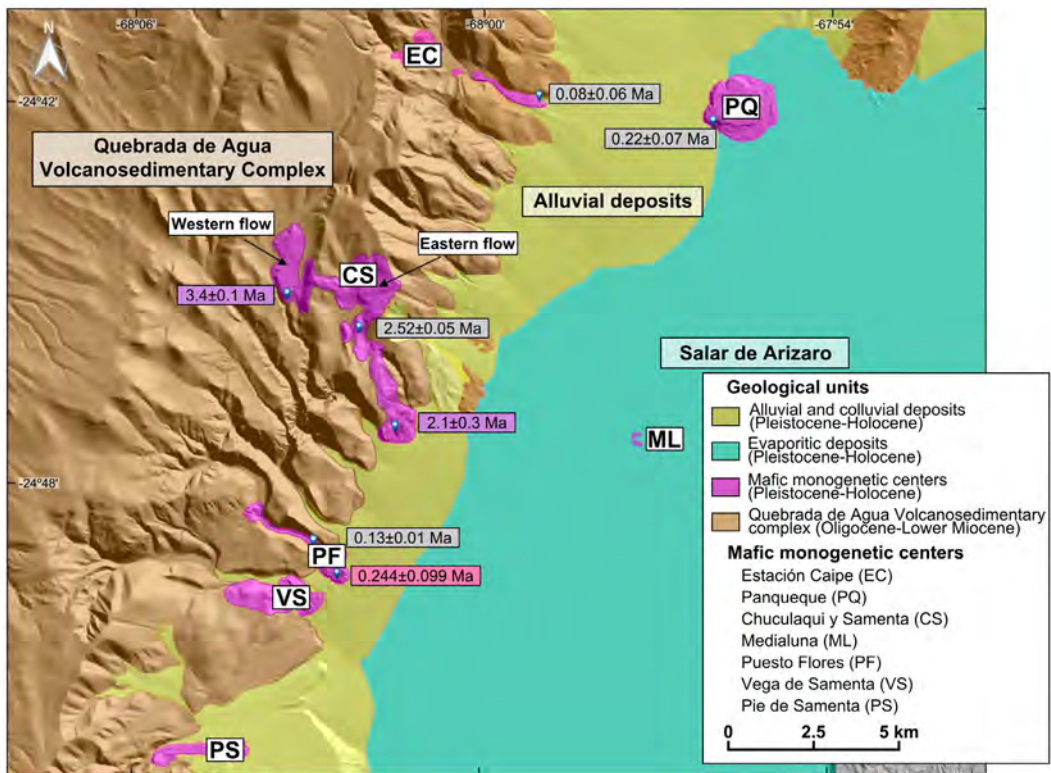 -68°06'
-68°00'
-67°54'
N
EC
0.08±0.06 Ma
-24°42'
PQ
0.22±0.07 Ma
Quebrada de Agua
Volcanosedimentary Complex
Alluvial deposits
Western flow
Eastern flow
CS
3.4±0.1 Ma
2.52±0.05 Ma
Salar de Arizaro
2.1±0.3 Ma
ML
-24°48'
0.13±0.01 Ma
PF
0.244±0.099 Ma
VS
PS
Geological units
Alluvial and colluvial deposits
(Pleistocene-Holocene)
Evaporitic deposits
(Pleistocene-Holocene)
Mafic monogenetic centers
(Pleistocene-Holocene)
Quebrada de Agua Volcanosedimentary
complex (Oligocene-Lower Miocene)
Mafic monogenetic centers
Estación Caipe (EC)
Panqueque (PQ)
Chuculaqui y Samenta (CS)
Medialuna (ML)
Puesto Flores (PF)
Vega de Samenta (VS)
Pie de Samenta (PS)
0 2.5 5 km